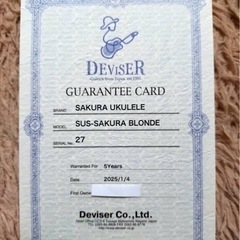 DEVISER
GUARANTEE CARD
BRAND SAKURA UKULELE
MODEL SUS-SAKURA BLONDE
SERIAL No. 27
Warranted For 5Years
Date 2025/1/4
First Owner
Deviser Co.,Ltd.